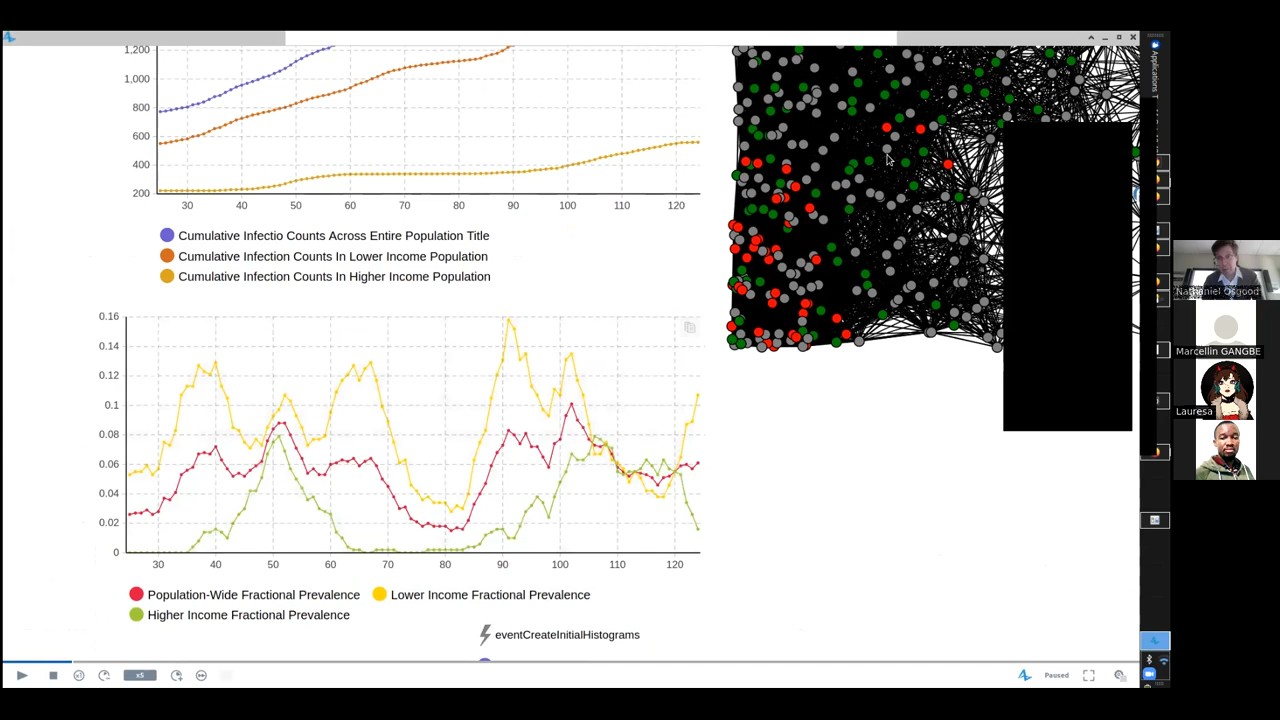 1,200
1,000
800
600
400
200
30 40 50 60 70 80 90 100 110 120
Cumulative Infectio Counts Across Entire Population Title
Cumulative Infection Counts In Lower Income Population
Cumulative Infection Counts In Higher Income Population
0.16
0.14
0.12
0.1
0.08
0.06
0.04
0.02
0
30 40 50 60 70 80 90 100 110 120
Population-Wide Fractional Prevalence Lower Income Fractional Prevalence
Higher Income Fractional Prevalence
eventCreateInitialHistograms
x5
Paused
Applications
Nathaniel Osgood
Marcellin GANGBE
Lauresa